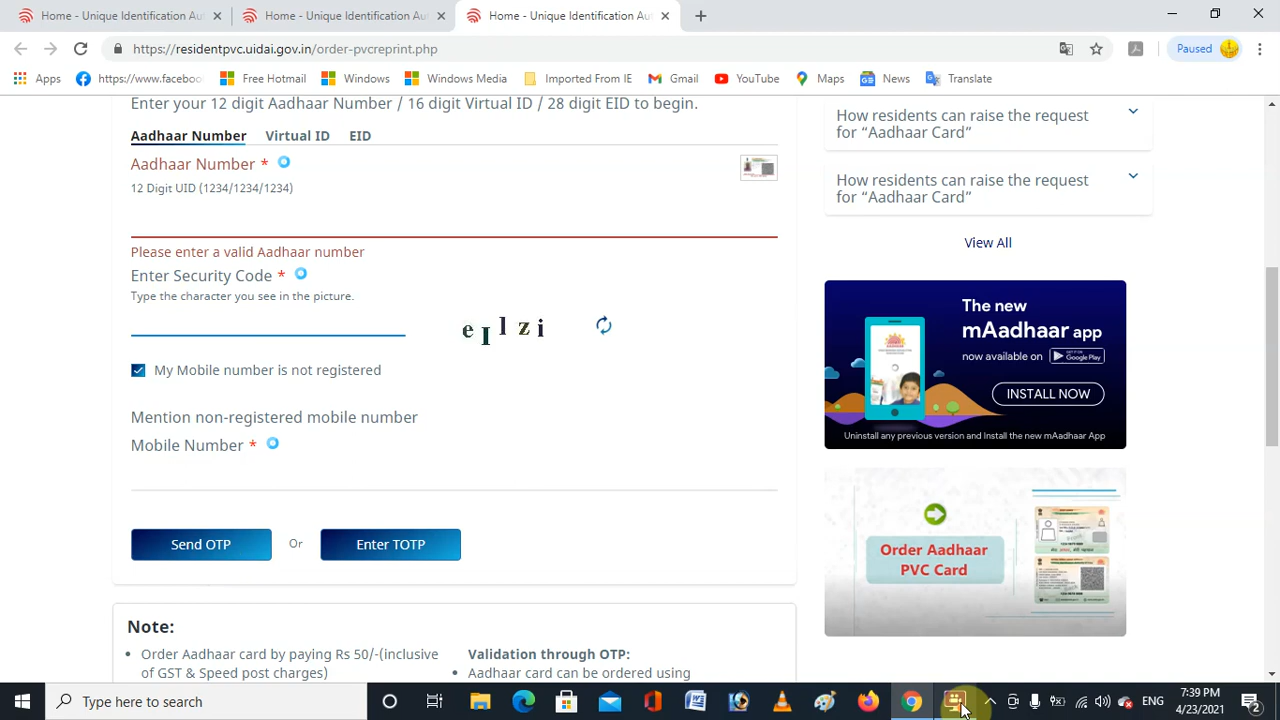 Home - Unique Identification Aut
Home - Unique Identification Aut
Home - Unique Identification Aut
https://residentpvc.uidai.gov.in/order-pvcreprint.php
Paused
Apps
https://www.faceboo
Free Hotmail
Windows
Windows Media
Imported From IE
Gmail
YouTube
Maps
News
Translate
Enter your 12 digit Aadhaar Number / 16 digit Virtual ID / 28 digit EID to begin.
Aadhaar Number Virtual ID EID
Aadhaar Number *
12 Digit UID (1234/1234/1234)
Please enter a valid Aadhaar number
Enter Security Code *
Type the character you see in the picture.
e I l z i
My Mobile number is not registered
Mention non-registered mobile number
Mobile Number *
Send OTP Or Enter TOTP
Note:
• Order Aadhaar card by paying Rs 50/-(inclusive
of GST & Speed post charges)
Validation through OTP:
• Aadhaar card can be ordered using
How residents can raise the request
for “Aadhaar Card”
How residents can raise the request
for “Aadhaar Card”
View All
The new
mAadhaar app
now available on Google Play
INSTALL NOW
Uninstall any previous version and Install the new mAadhaar App
Order Aadhaar
PVC Card
Type here to search
ENG
7:39 PM
4/23/2021
2